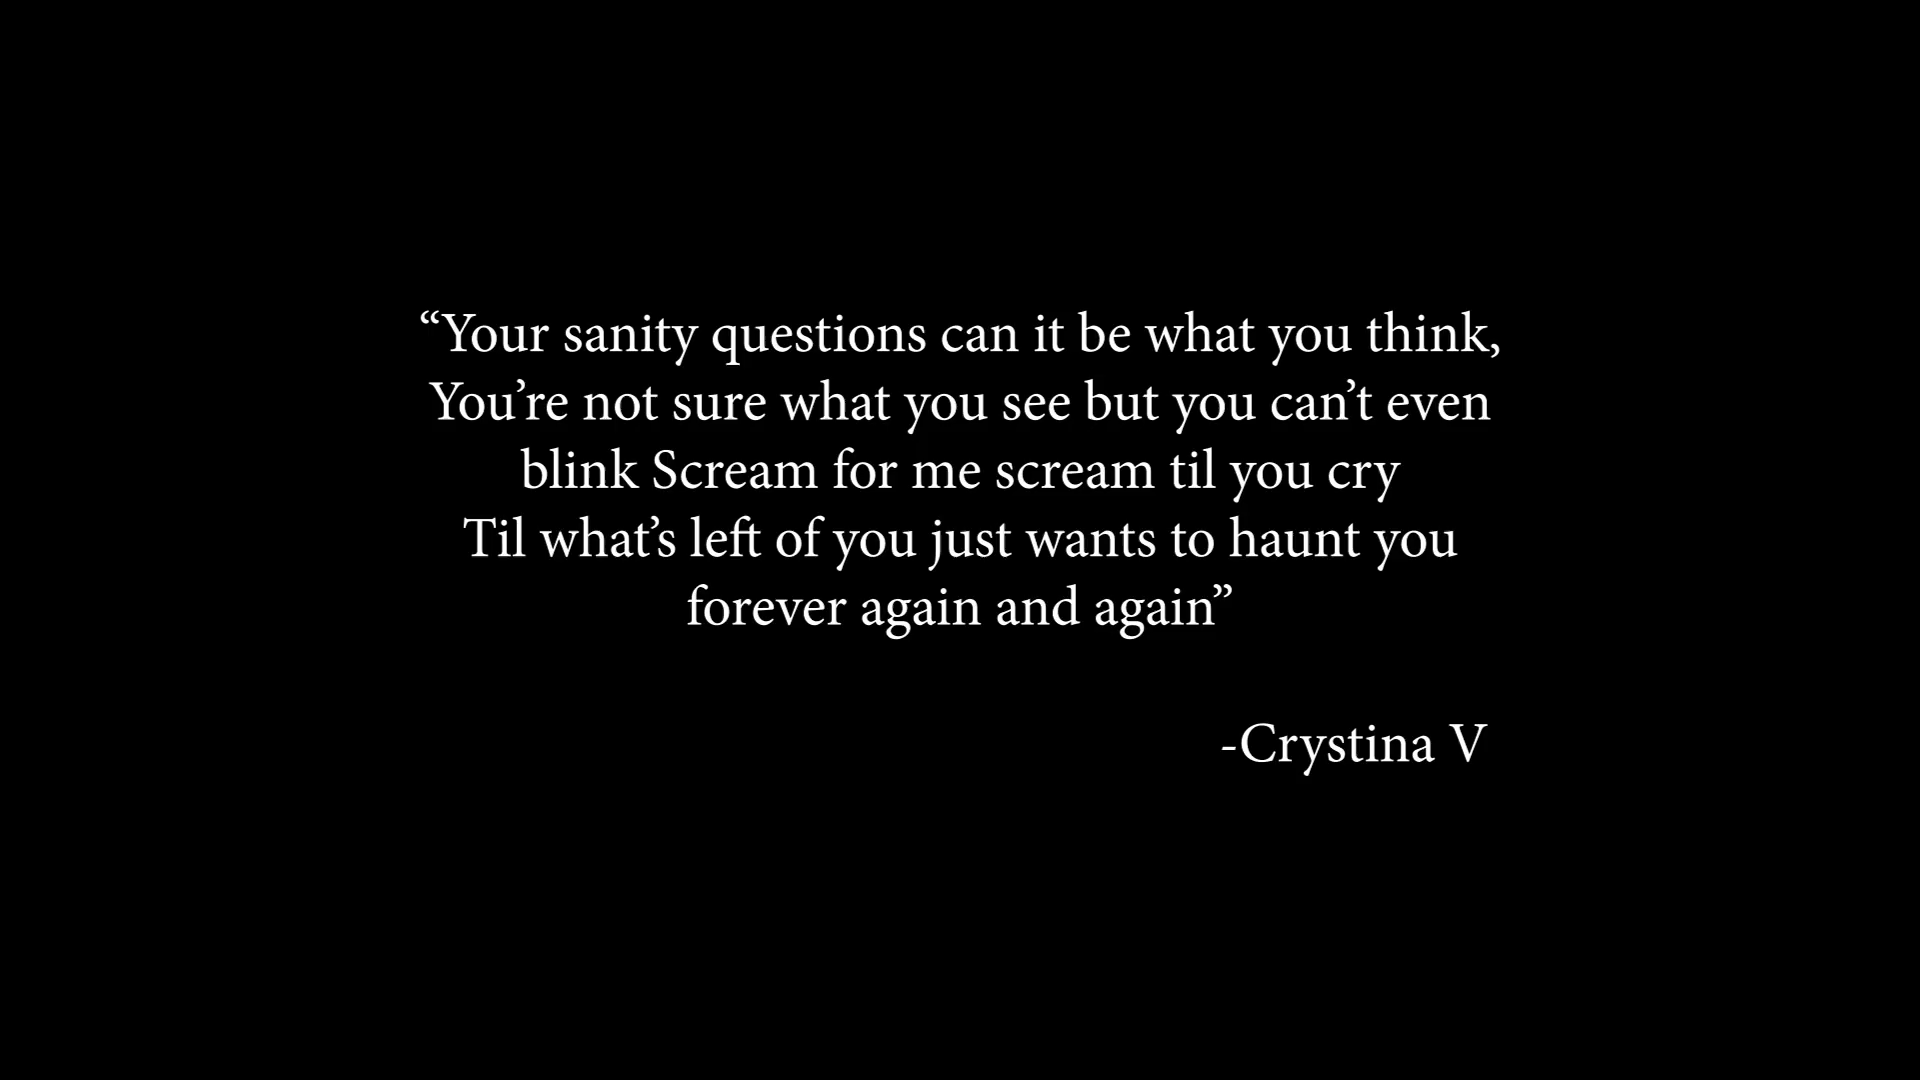 “Your sanity questions can it be what you think,
You’re not sure what you see but you can’t even
blink Scream for me scream til you cry
Til what’s left of you just wants to haunt you
forever again and again”
-Crystina V